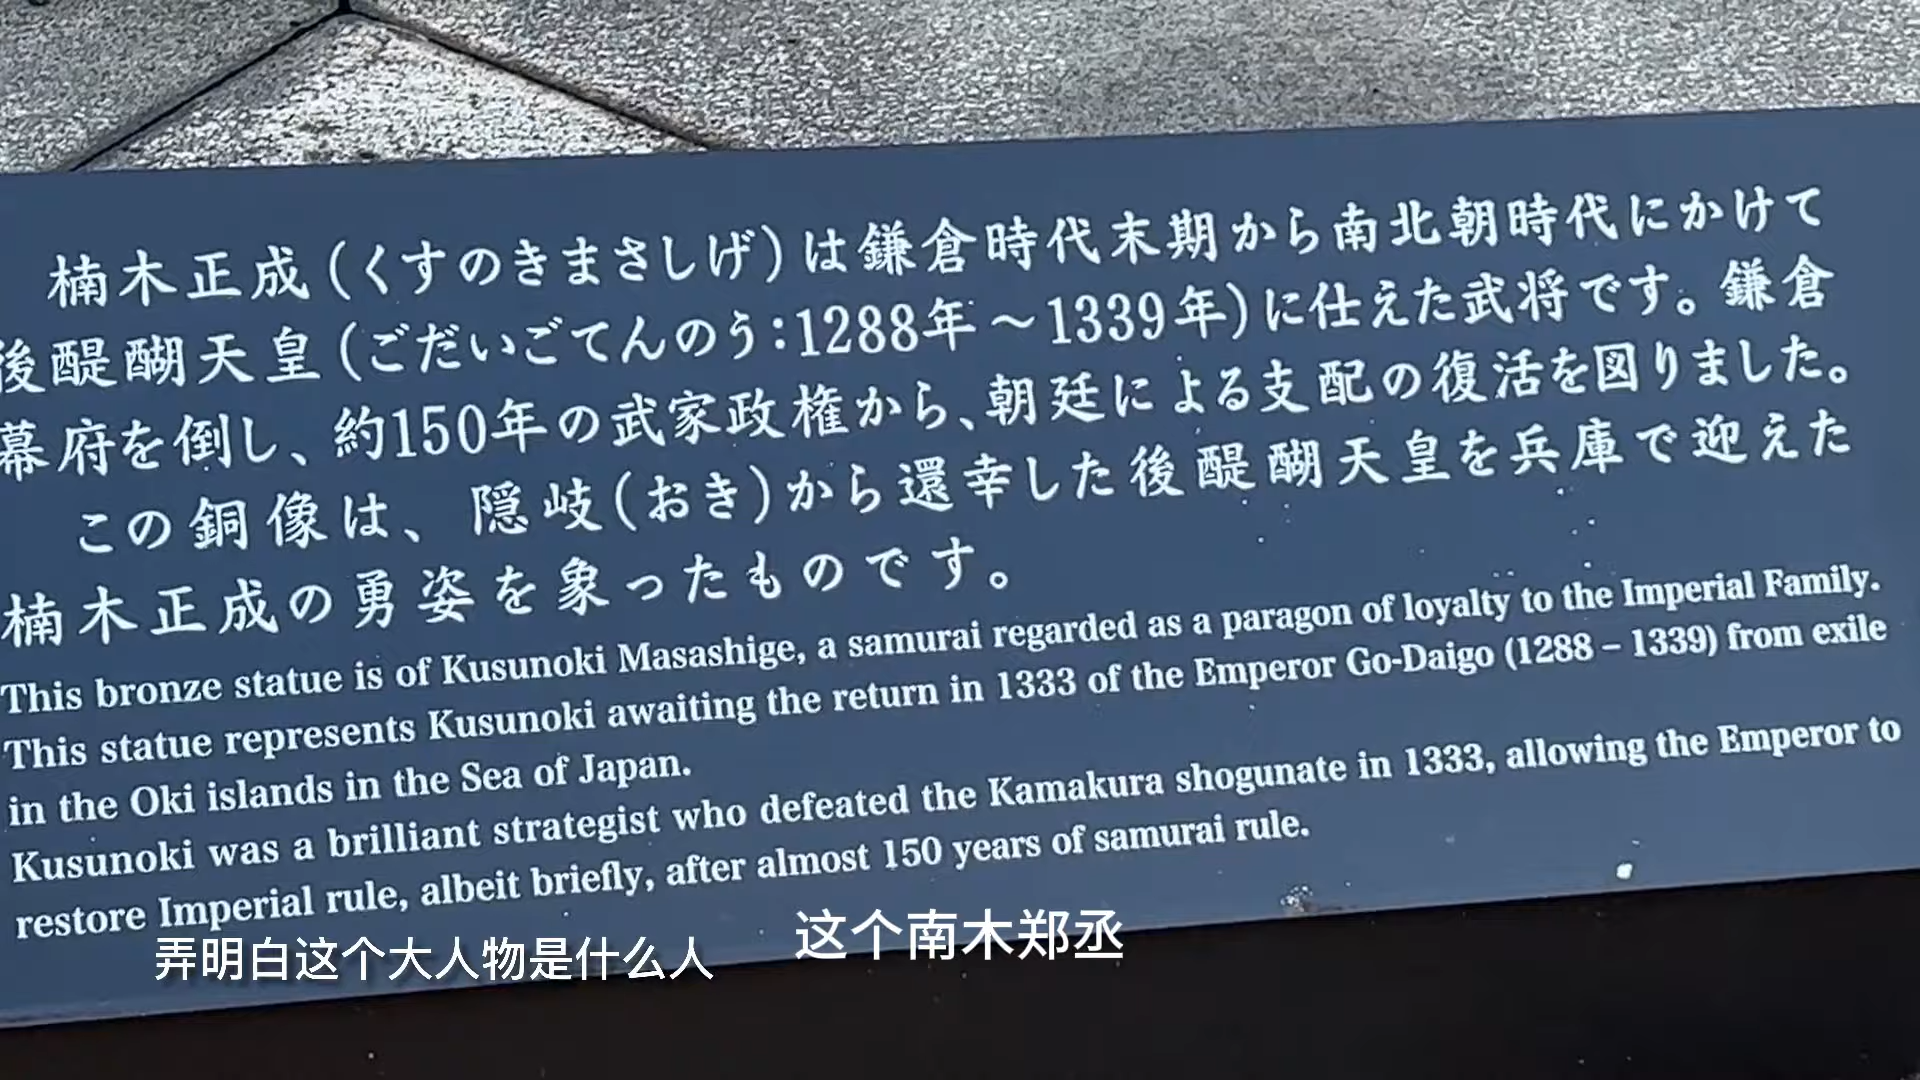 楠木正成(くすのきまさしげ)は鎌倉時代末期から南北朝時代にかけて
後醍醐天皇(ごだいごてんのう:1288年～1339年)に仕えた武将です。鎌倉
幕府を倒し、約150年の武家政権から、朝廷による支配の復活を図りました。
この銅像は、隠岐(おき)から還幸した後醍醐天皇を兵庫で迎えた
楠木正成の勇姿を象ったものです。
This bronze statue is of Kusunoki Masashige, a samurai regarded as a paragon of loyalty to the Imperial Family.
This statue represents Kusunoki awaiting the return in 1333 of the Emperor Go-Daigo (1288 – 1339) from exile
in the Oki islands in the Sea of Japan.
Kusunoki was a brilliant strategist who defeated the Kamakura shogunate in 1333, allowing the Emperor to
restore Imperial rule, albeit briefly, after almost 150 years of samurai rule.
弄明白这个大人物是什么人
这个南木郑丞